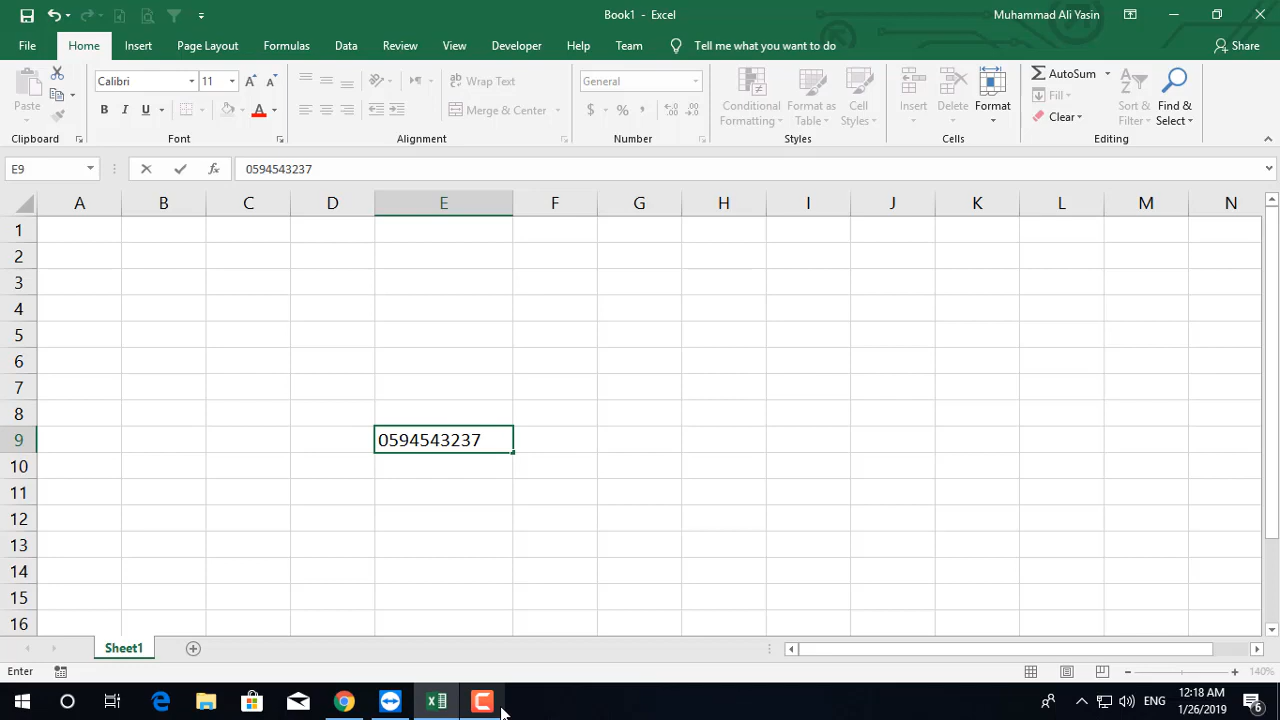 Book1 - Excel
Muhammad Ali Yasin
File Home Insert Page Layout Formulas Data Review View Developer Help Team Tell me what you want to do Share
Paste
Calibri 11
B I U A
Wrap Text
Merge & Center
General
$ % ,
Conditional Formatting
Format as Table
Cell Styles
Insert
Delete
Format
AutoSum
Fill
Clear
Sort & Filter
Find & Select
Clipboard Font Alignment Number Styles Cells Editing
E9 fx 0594543237
A B C D E F G H I J K L M N
1
2
3
4
5
6
7
8
9 0594543237
10
11
12
13
14
15
16
Sheet1
Enter 140%
ENG
12:18 AM
1/26/2019
6